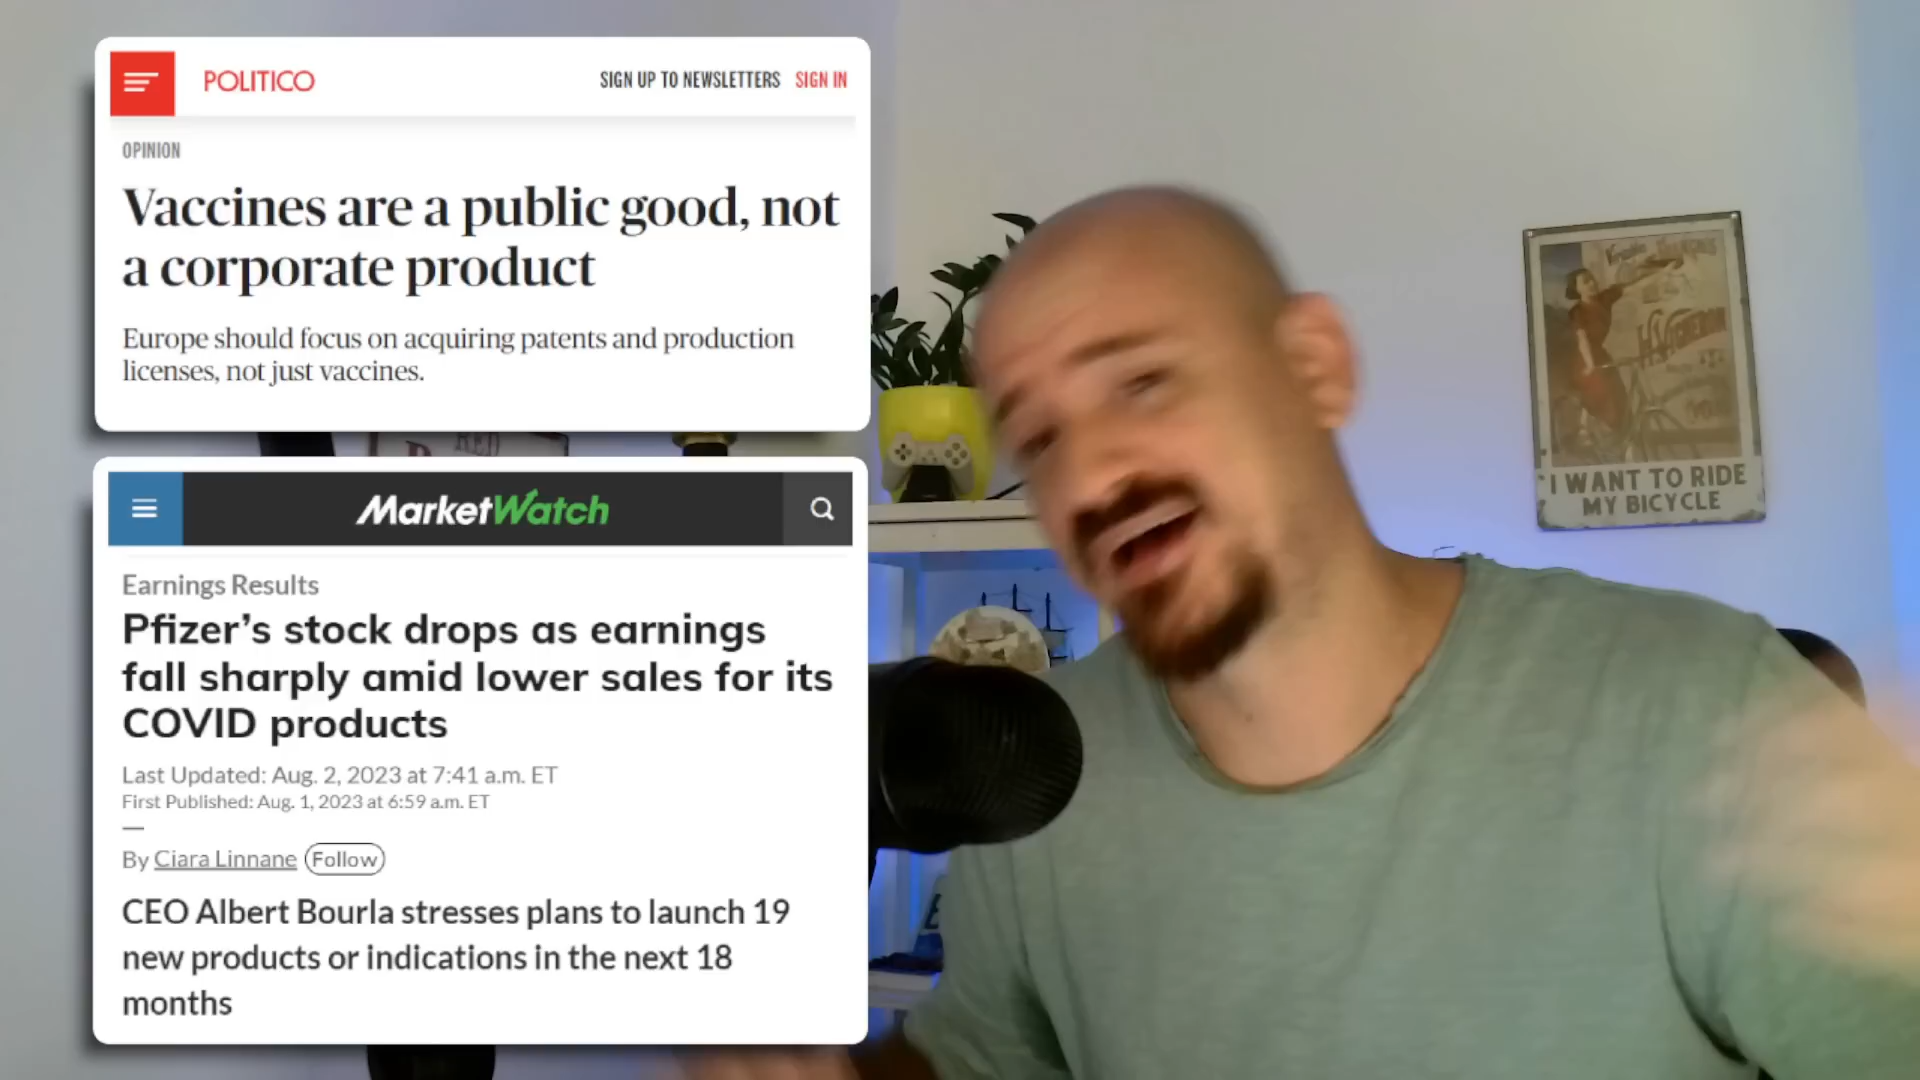 POLITICO
SIGN UP TO NEWSLETTERS SIGN IN
OPINION
Vaccines are a public good, not
a corporate product
Europe should focus on acquiring patents and production
licenses, not just vaccines.
RED
MarketWatch
Earnings Results
Pfizer's stock drops as earnings
fall sharply amid lower sales for its
COVID products
Last Updated: Aug. 2, 2023 at 7:41 a.m. ET
First Published: Aug. 1, 2023 at 6:59 a.m. ET
By Ciara Linnane Follow
CEO Albert Bourla stresses plans to launch 19
new products or indications in the next 18
months
I WANT TO RIDE
MY BICYCLE